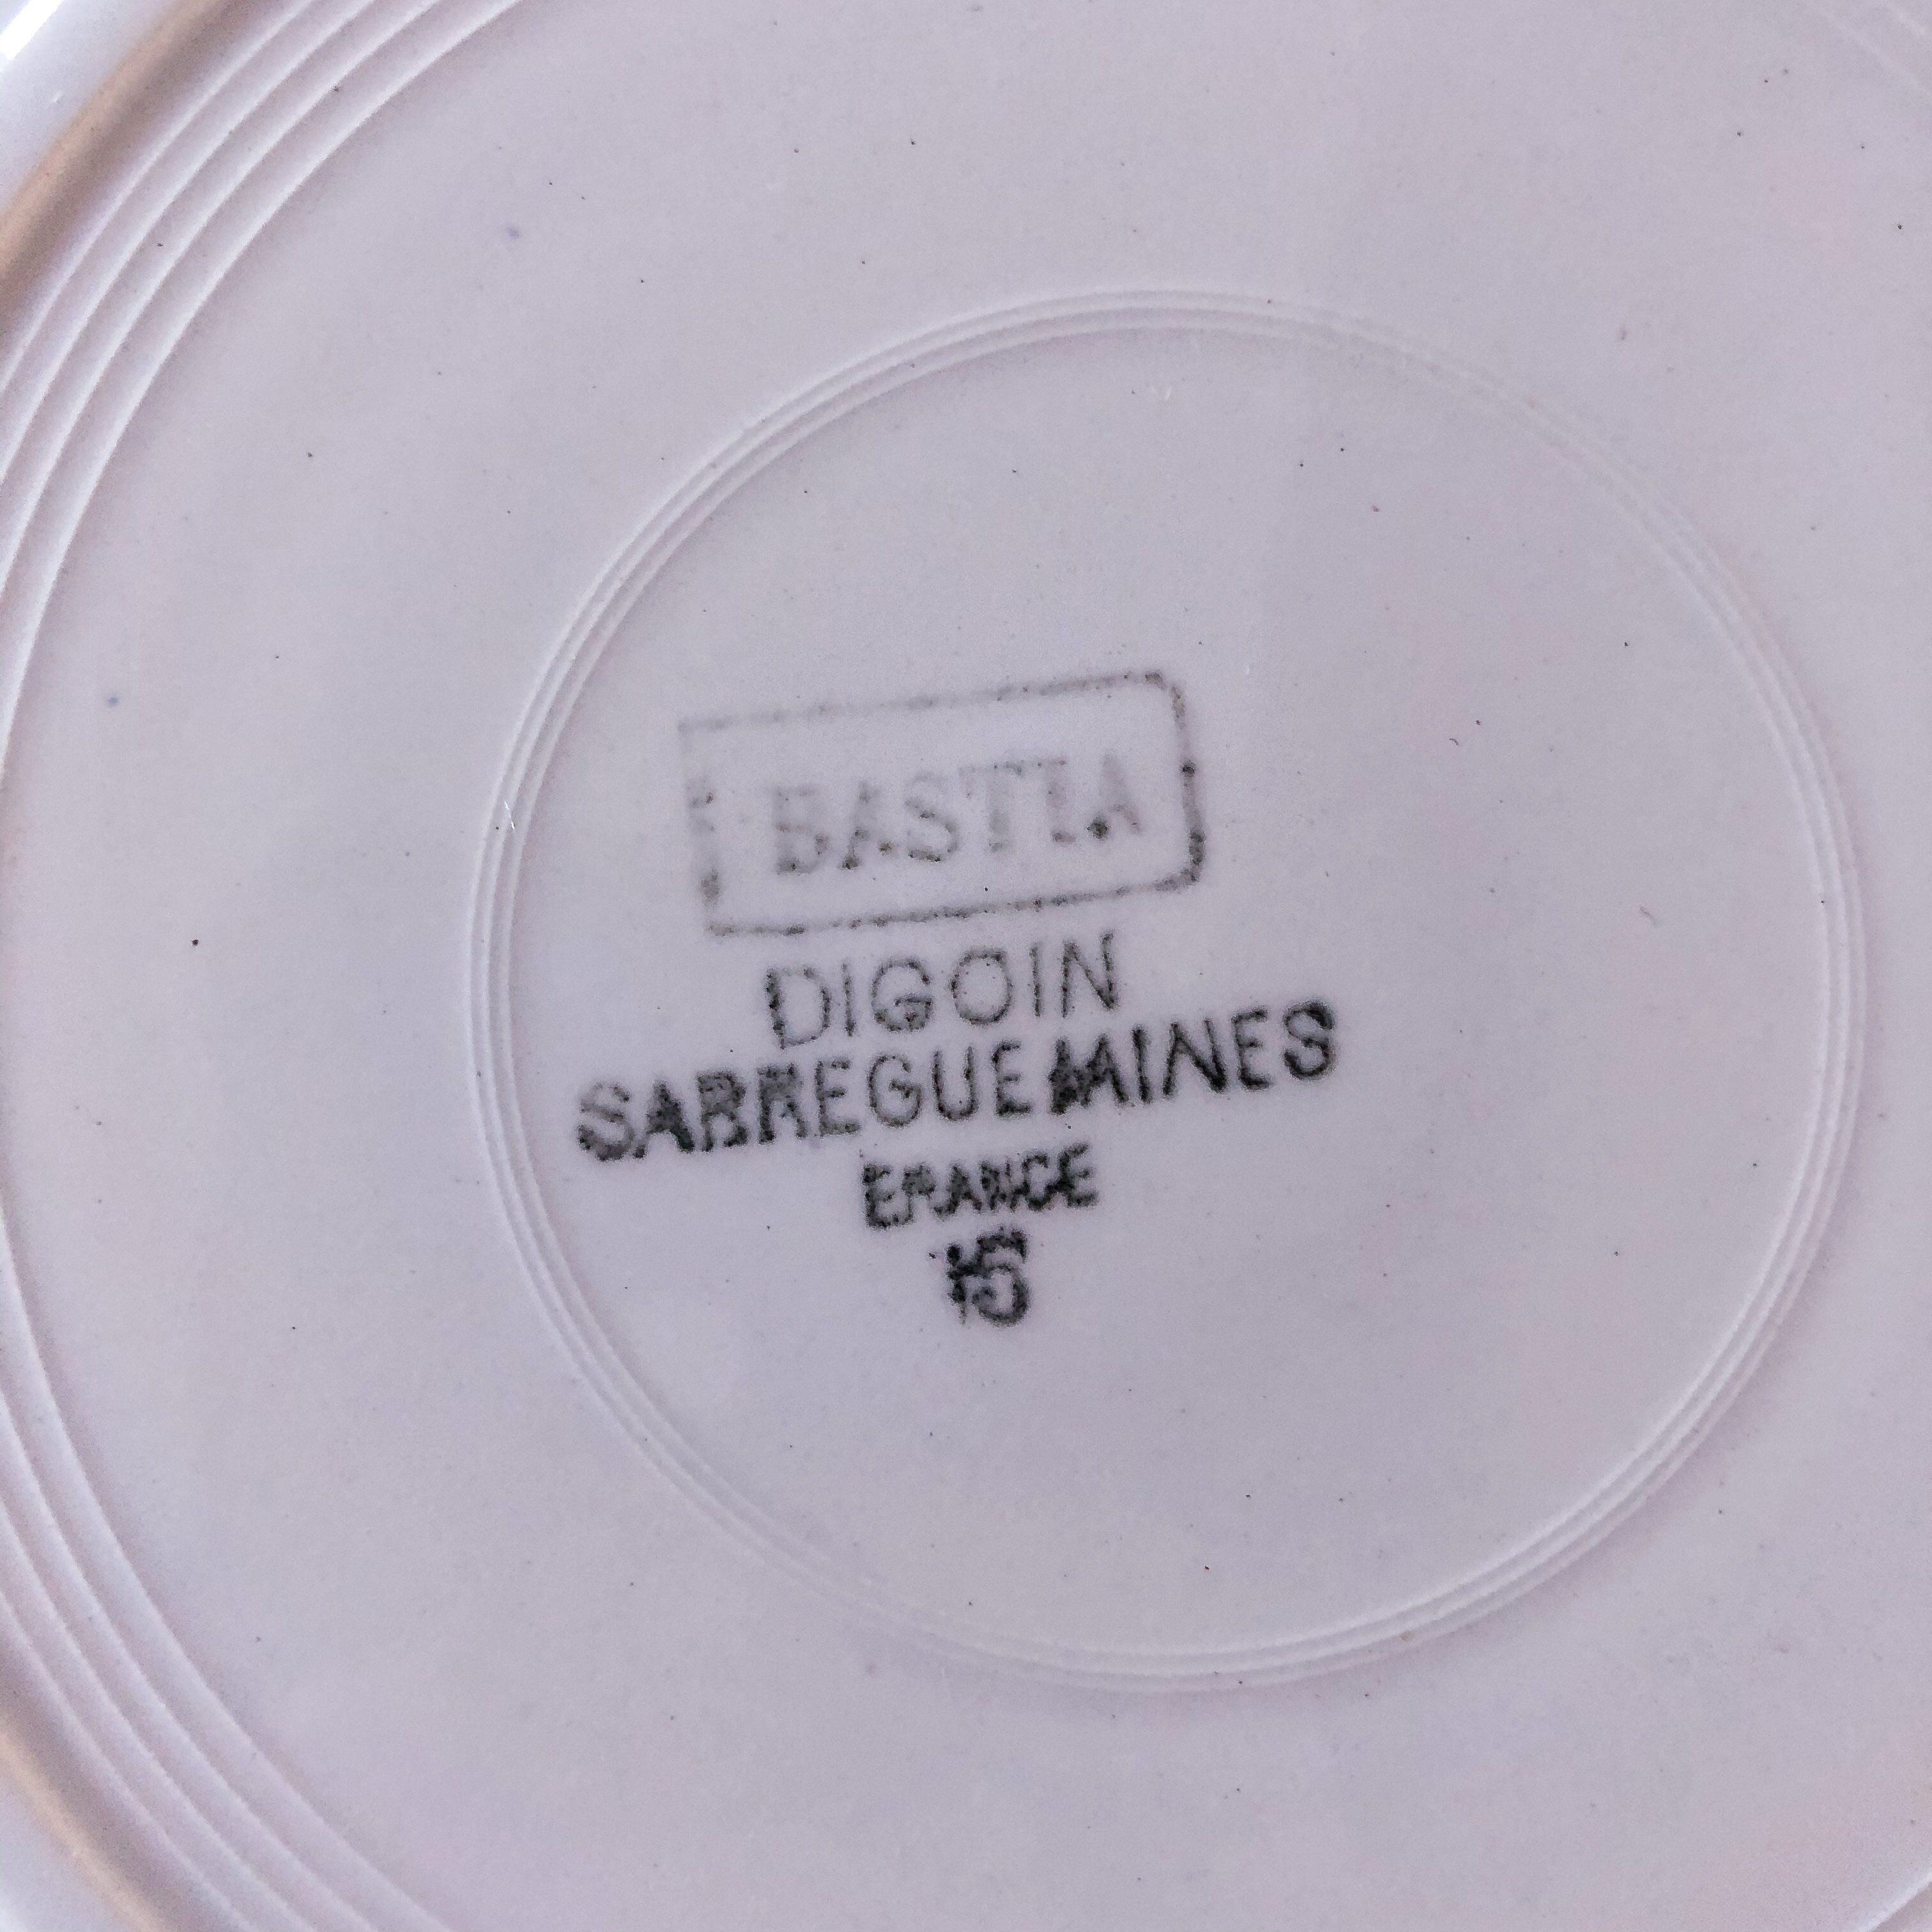 BASTIA
DIGOIN
SARREGUEMINES
FRANCE
15